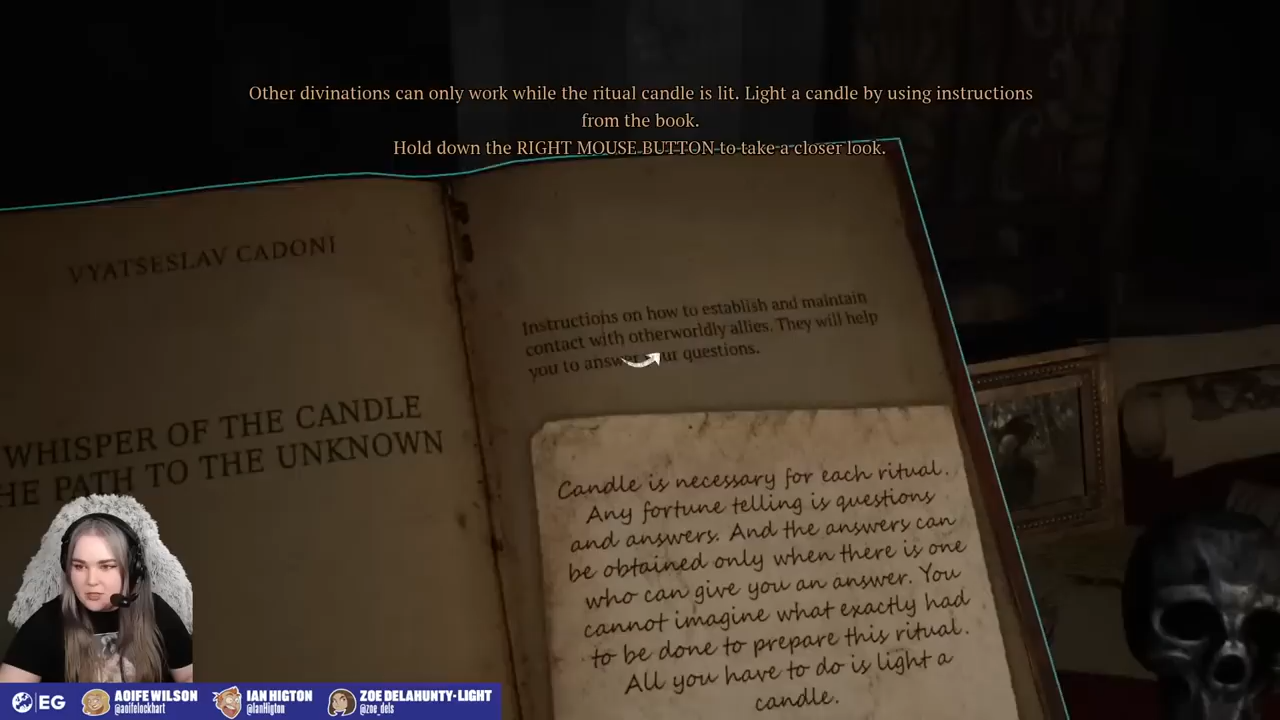 Other divinations can only work while the ritual candle is lit. Light a candle by using instructions
from the book.
Hold down the RIGHT MOUSE BUTTON to take a closer look.
VYATSESLAV CADONI
WHISPER OF THE CANDLE
HE PATH TO THE UNKNOWN
Instructions on how to establish and maintain
contact with otherworldly allies. They will help
you to answer your questions.
Candle is necessary for each ritual.
Any fortune telling is questions
and answers. And the answers can
be obtained only when there is one
who can give you an answer. You
cannot imagine what exactly had
to be done to prepare this ritual.
All you have to do is light a
candle.
EG
AOIFE WILSON
@aoifelockhart
IAN HIGTON
@IanHigton
ZOE DELAHUNTY-LIGHT
@zoe_dels